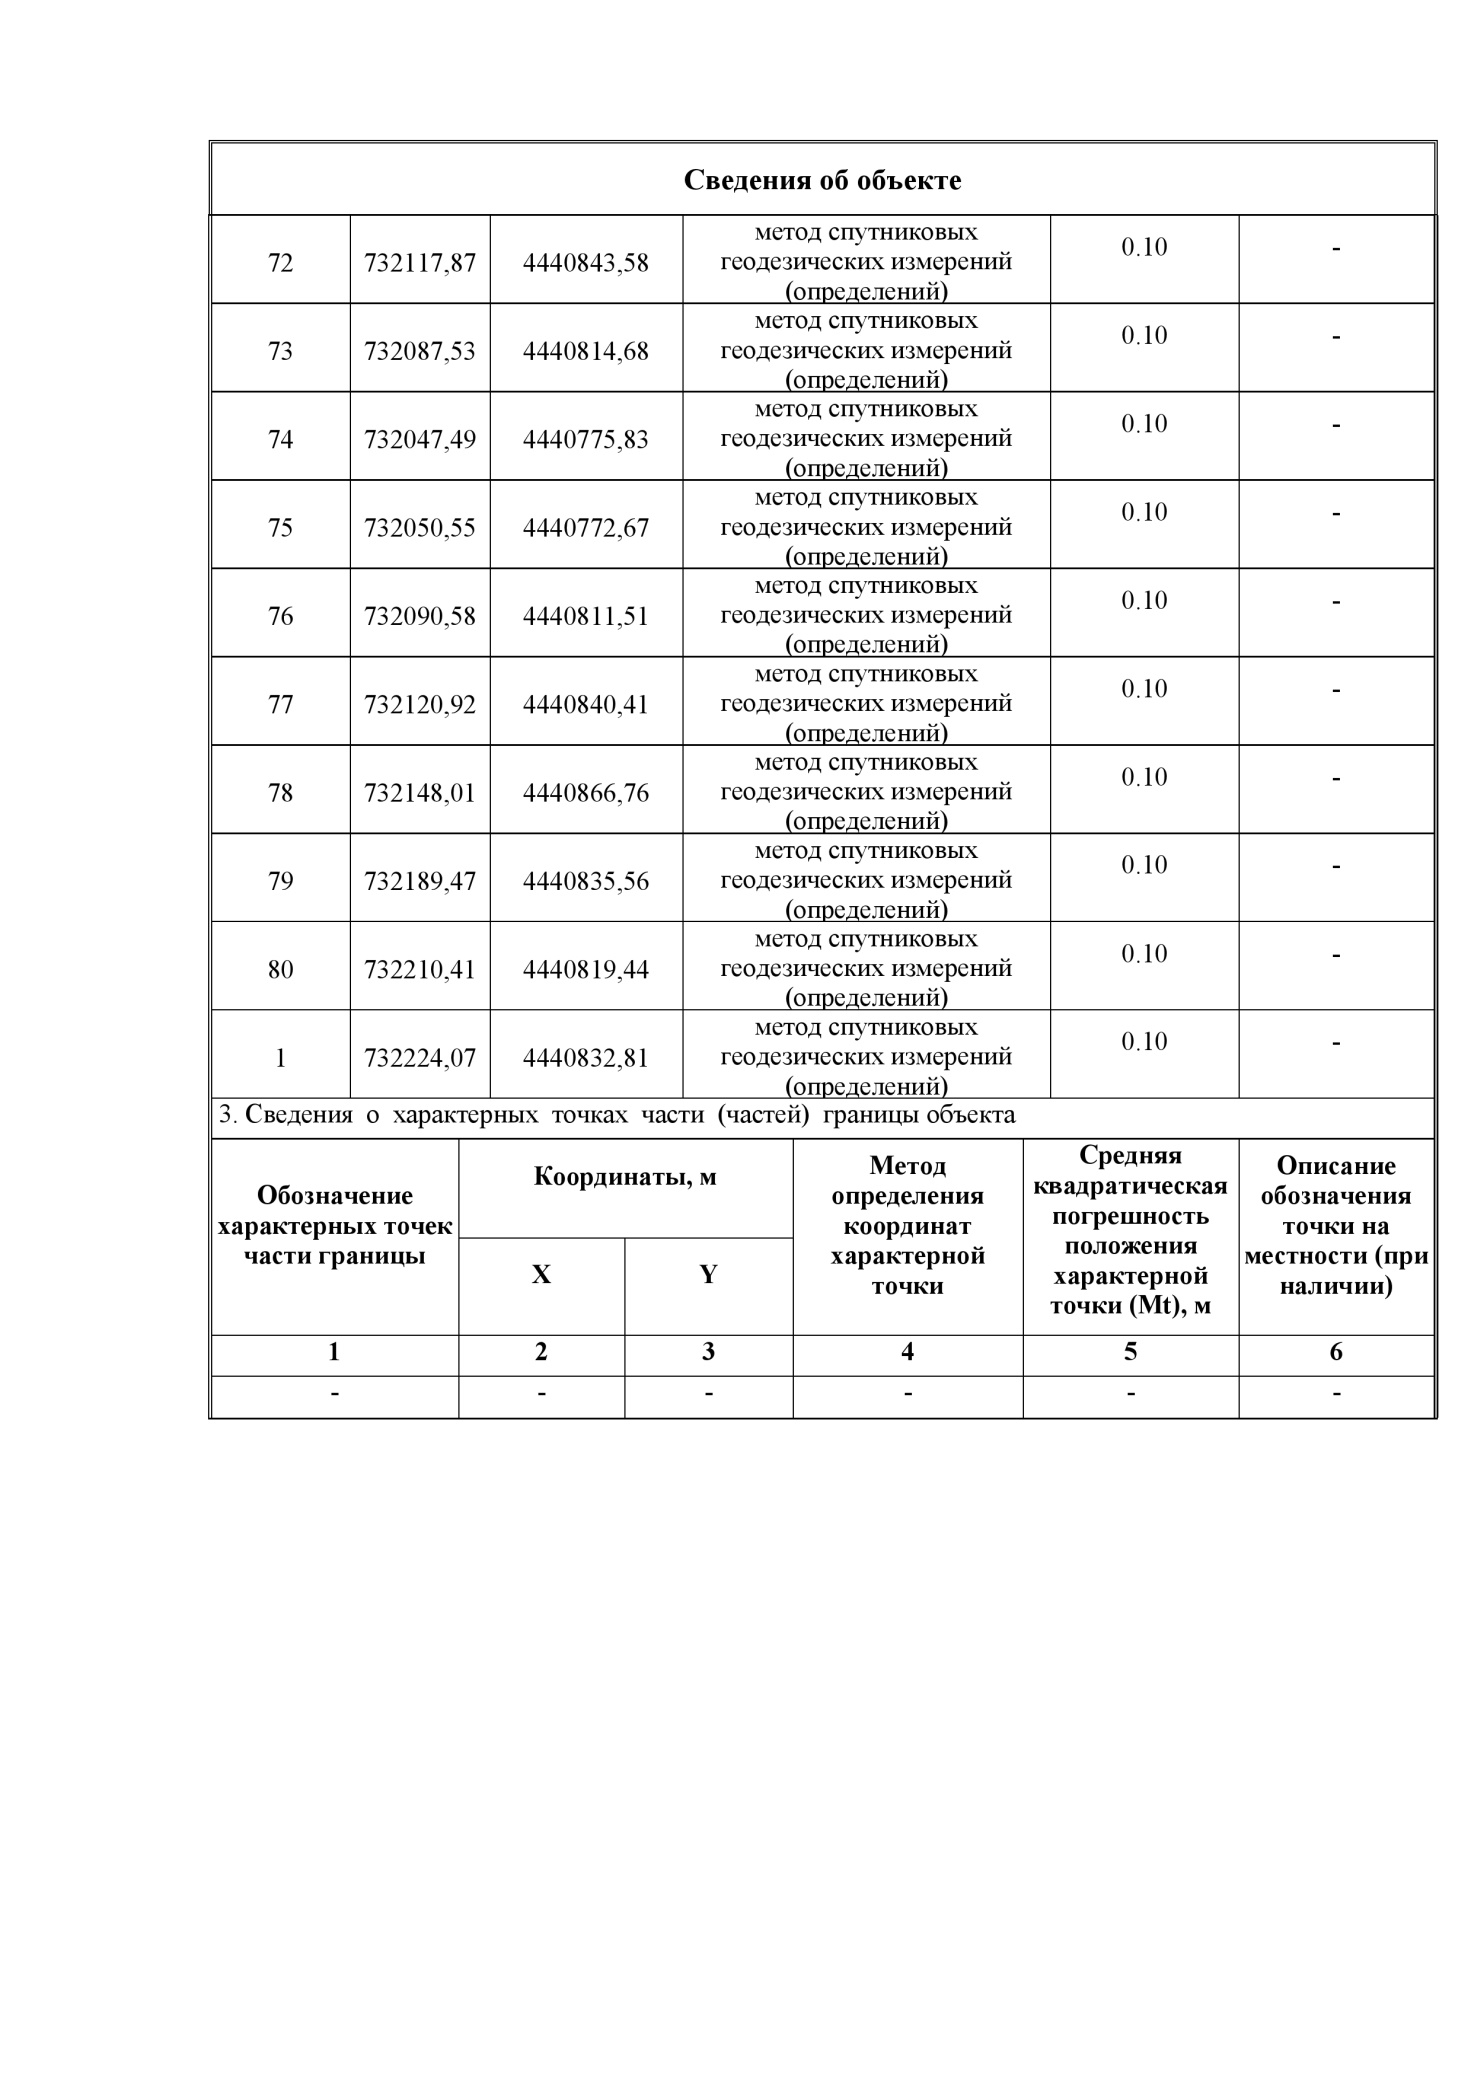 Сведения об объекте
72 732117,87 4440843,58 метод спутниковых геодезических измерений (определений) 0.10 -
73 732087,53 4440814,68 метод спутниковых геодезических измерений (определений) 0.10 -
74 732047,49 4440775,83 метод спутниковых геодезических измерений (определений) 0.10 -
75 732050,55 4440772,67 метод спутниковых геодезических измерений (определений) 0.10 -
76 732090,58 4440811,51 метод спутниковых геодезических измерений (определений) 0.10 -
77 732120,92 4440840,41 метод спутниковых геодезических измерений (определений) 0.10 -
78 732148,01 4440866,76 метод спутниковых геодезических измерений (определений) 0.10 -
79 732189,47 4440835,56 метод спутниковых геодезических измерений (определений) 0.10 -
80 732210,41 4440819,44 метод спутниковых геодезических измерений (определений) 0.10 -
1 732224,07 4440832,81 метод спутниковых геодезических измерений (определений) 0.10 -
3. Сведения о характерных точках части (частей) границы объекта
Обозначение
характерных точек
части границы
Координаты, м
X Y
Метод
определения
координат
характерной
точки
Средняя
квадратическая
погрешность
положения
характерной
точки (Mt), м
Описание
обозначения
точки на
местности (при
наличии)
1 2 3 4 5 6
- - - - - -